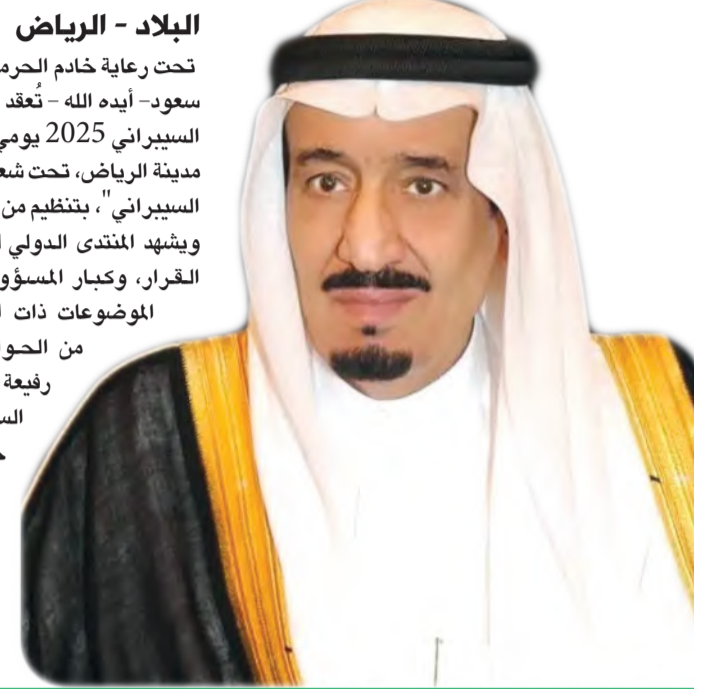 البلاد - الرياض
تحت رعاية خادم الحرم
سعود– أيده الله – تُعقد
السيبراني 2025 يومي
مدينة الرياض، تحت شع
السيبراني"، بتنظيم من
ويشهد المنتدى الدولي ا
القرار، وكبار المسؤو
الموضوعات ذات ا
من الحوا
رفيعة
الس